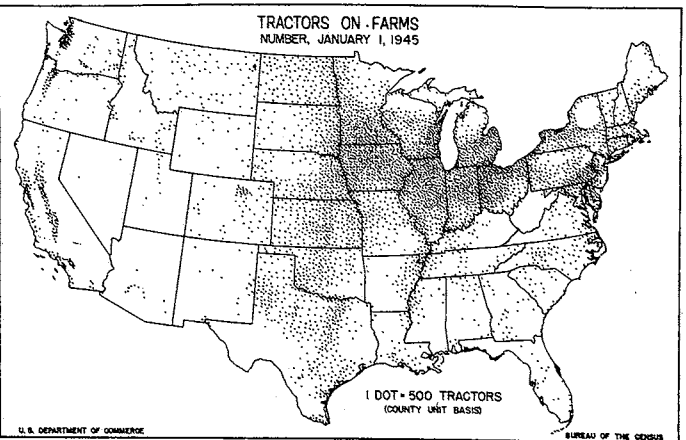 TRACTORS ON FARMS
NUMBER, JANUARY 1, 1945
1 DOT = 500 TRACTORS
(COUNTY UNIT BASIS)
U. S. DEPARTMENT OF COMMERCE
BUREAU OF THE CENSUS